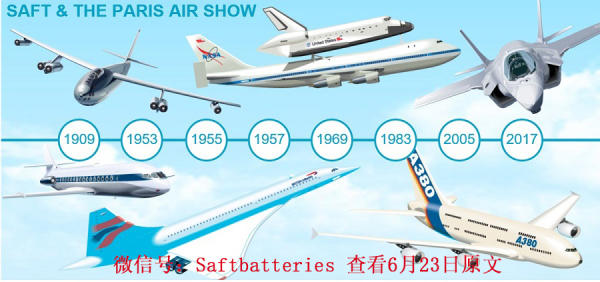 SAFT & THE PARIS AIR SHOW
NASA
United States
1909 1953 1955 1957 1969 1983 2005 2017
A380
A380
微信号: Saftbatteries 查看6月23日原文